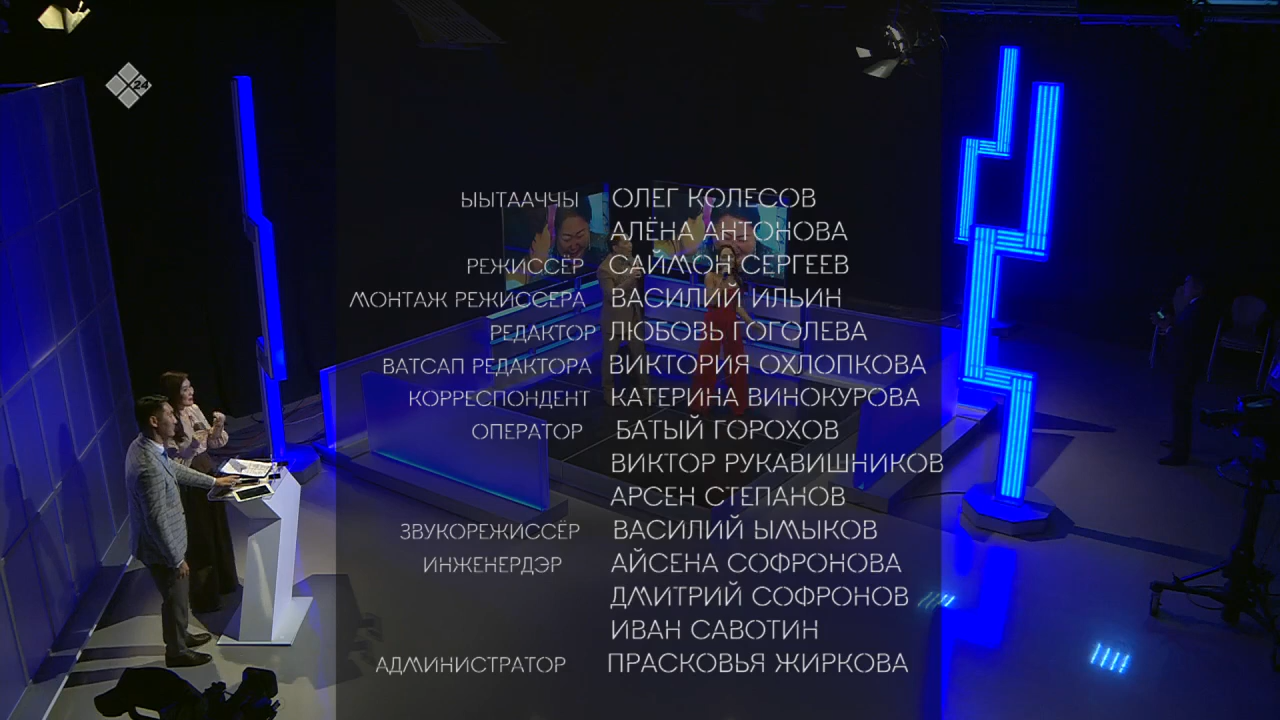 24
ЫЫТААЧЧЫ ОЛЕГ КОЛЕСОВ
АЛЁНА АНТОНОВА
РЕЖИССЁР САЙМОН СЕРГЕЕВ
МОНТАЖ РЕЖИССЕРА ВАСИЛИЙ ИЛЬИН
РЕДАКТОР ЛЮБОВЬ ГОГОЛЕВА
ВАТСАП РЕДАКТОРА ВИКТОРИЯ ОХЛОПКОВА
КОРРЕСПОНДЕНТ КАТЕРИНА ВИНОКУРОВА
ОПЕРАТОР БАТЫЙ ГОРОХОВ
ВИКТОР РУКАВИШНИКОВ
АРСЕН СТЕПАНОВ
ЗВУКОРЕЖИССЁР ВАСИЛИЙ ЫМЫКОВ
ИНЖЕНЕРДЭР АЙСЕНА СОФРОНОВА
ДМИТРИЙ СОФРОНОВ
ИВАН САВОТИН
АДМИНИСТРАТОР ПРАСКОВЬЯ ЖИРКОВА